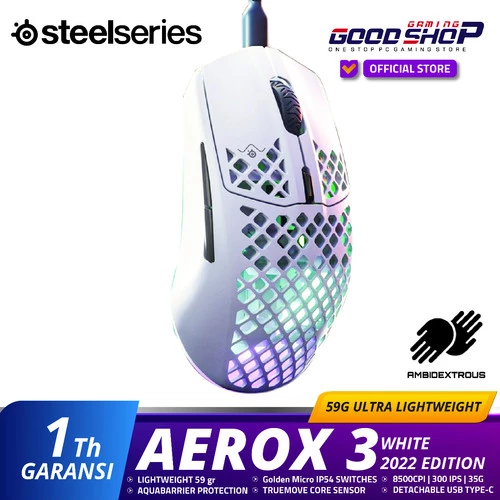 steelseries
GAMING
GOODSHOP
ONE STOP PC GAMING STORE
OFFICIAL STORE
AMBIDEXTROUS
59G ULTRA LIGHTWEIGHT
1Th
GARANSI
AEROX 3
WHITE
2022 EDITION
LIGHTWEIGHT 59 gr
AQUABARRIER PROTECTION
Golden Micro IP54 SWITCHES
TRUEMOVE CORE SENSOR
8500CPI | 300 IPS | 35G
DETACHABLE USB TYPE-C